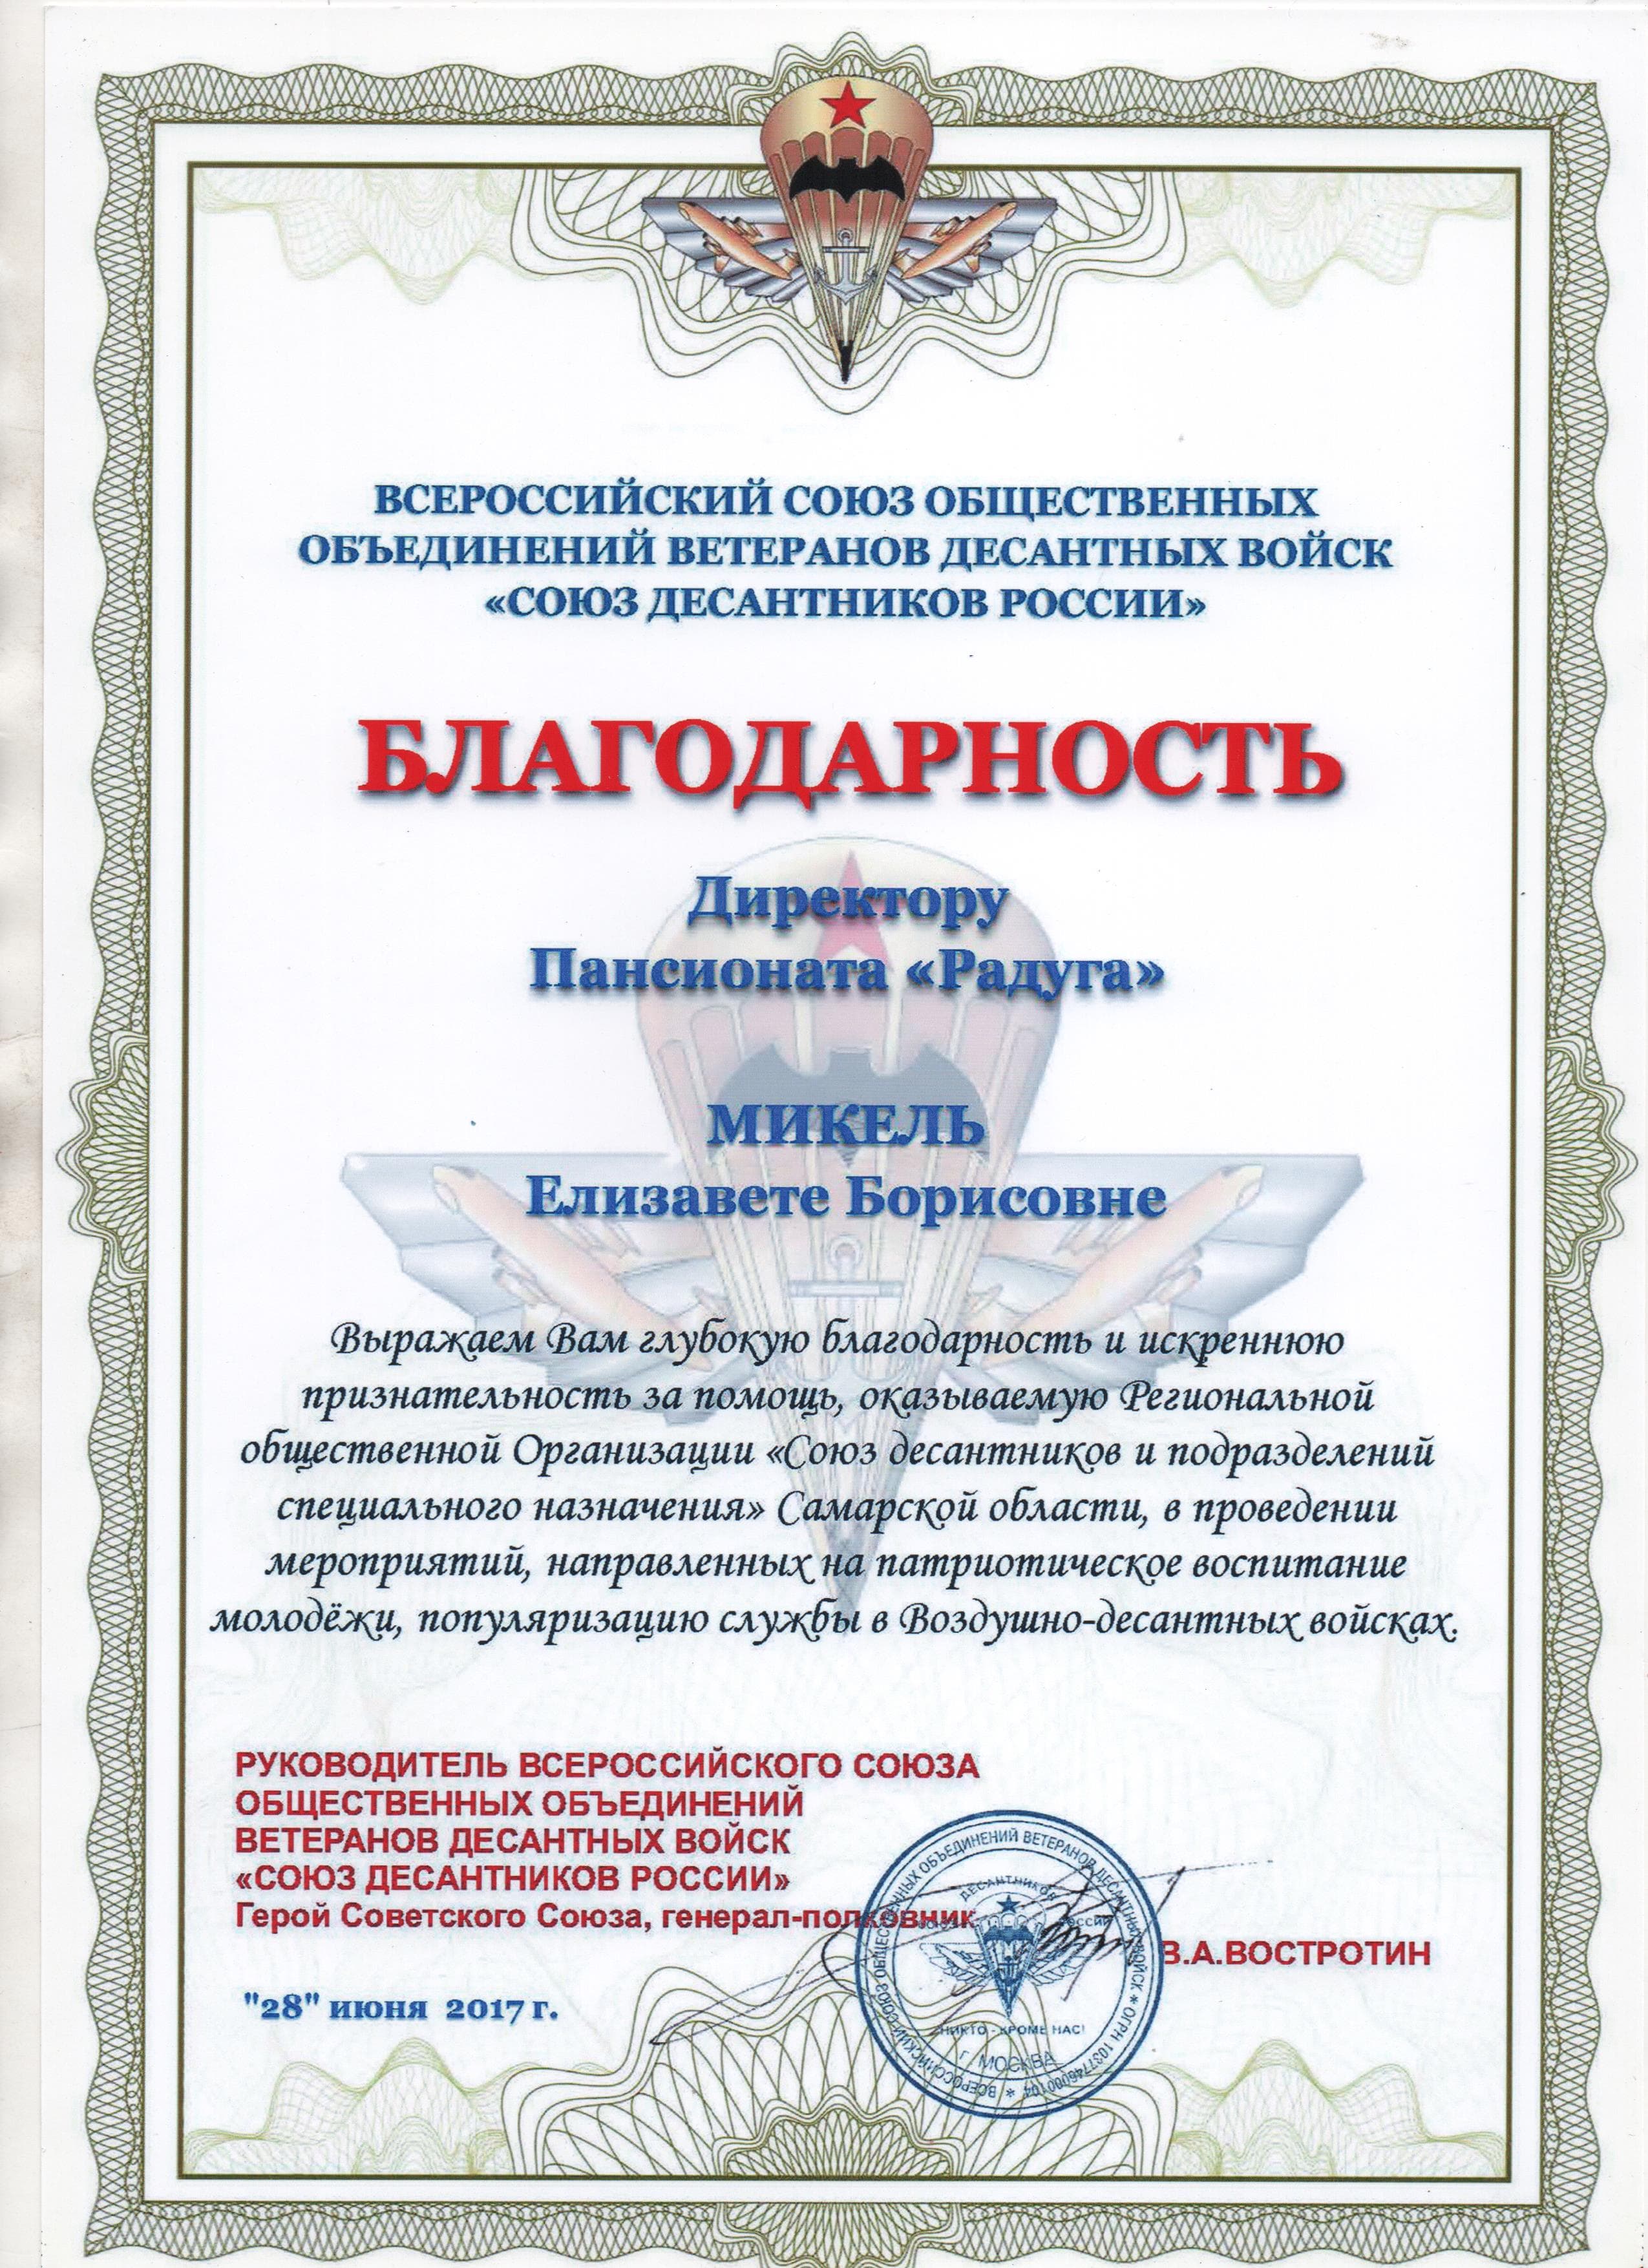 ВСЕРОССИЙСКИЙ СОЮЗ ОБЩЕСТВЕННЫХ
ОБЪЕДИНЕНИЙ ВЕТЕРАНОВ ДЕСАНТНЫХ ВОЙСК
«СОЮЗ ДЕСАНТНИКОВ РОССИИ»
БЛАГОДАРНОСТЬ
Директору
Пансионата «Радуга»
МИКЕЛЬ
Елизавете Борисовне
Выражаем Вам глубокую благодарность и искреннюю
признательность за помощь, оказываемую Региональной
общественной Организации «Союз десантников и подразделений
специального назначения» Самарской области, в проведении
мероприятий, направленных на патриотическое воспитание
молодёжи, популяризацию службы в Воздушно-десантных войсках.
РУКОВОДИТЕЛЬ ВСЕРОССИЙСКОГО СОЮЗА
ОБЩЕСТВЕННЫХ ОБЪЕДИНЕНИЙ
ВЕТЕРАНОВ ДЕСАНТНЫХ ВОЙСК
«СОЮЗ ДЕСАНТНИКОВ РОССИИ»
Герой Советского Союза, генерал-полковник
В.А.ВОСТРОТИН
"28" июня 2017 г.
ВСЕРОССИЙСКИЙ СОЮЗ ОБЩЕСТВЕННЫХ ОБЪЕДИНЕНИЙ ВЕТЕРАНОВ ДЕСАНТНЫХ ВОЙСК * ОГРН 1037746000104 *
СОЮЗ ДЕСАНТНИКОВ РОССИИ
НИКТО - КРОМЕ НАС!
г. МОСКВА